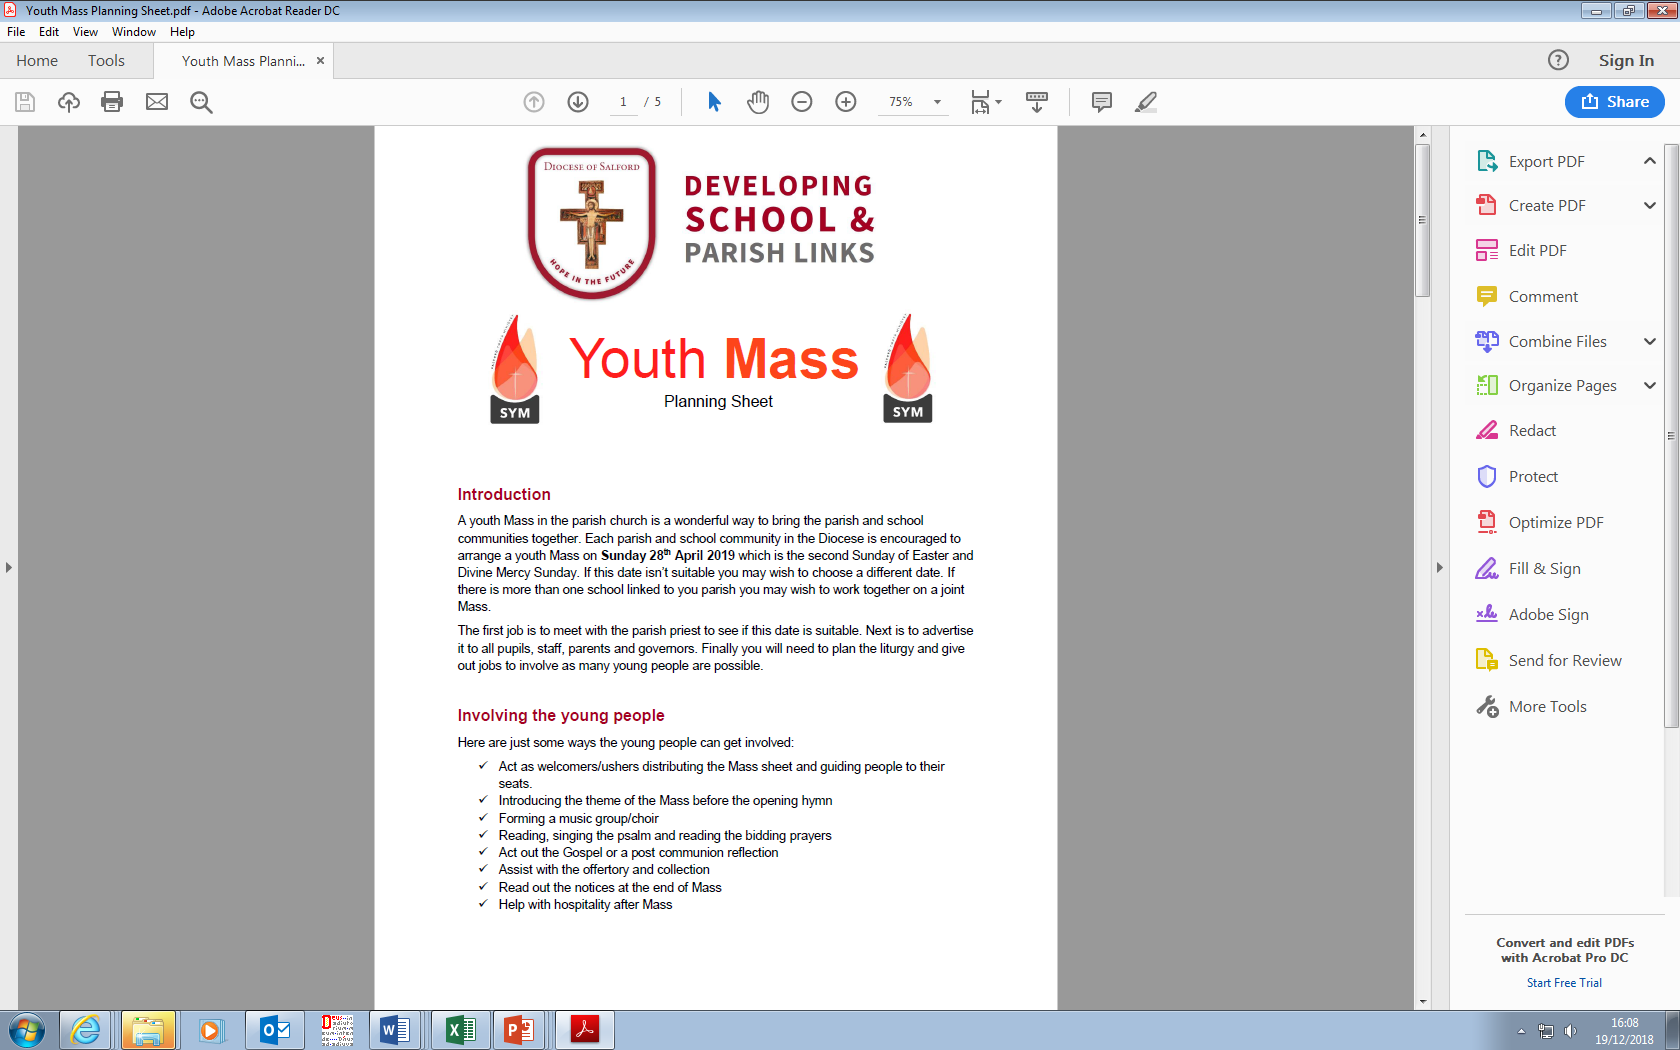 Youth Mass Planning Sheet.pdf - Adobe Acrobat Reader DC
File Edit View Window Help
Home Tools Youth Mass Planni... × Sign In
1 / 5 75% Share
DIOCESE OF SALFORD
HOPE IN THE FUTURE
DEVELOPING
SCHOOL &
PARISH LINKS
Youth Mass
Planning Sheet
SYM
SYM
Introduction
A youth Mass in the parish church is a wonderful way to bring the parish and school
communities together. Each parish and school community in the Diocese is encouraged to
arrange a youth Mass on Sunday 28th April 2019 which is the second Sunday of Easter and
Divine Mercy Sunday. If this date isn't suitable you may wish to choose a different date. If
there is more than one school linked to you parish you may wish to work together on a joint
Mass.
The first job is to meet with the parish priest to see if this date is suitable. Next is to advertise
it to all pupils, staff, parents and governors. Finally you will need to plan the liturgy and give
out jobs to involve as many young people are possible.
Involving the young people
Here are just some ways the young people can get involved:
✓ Act as welcomers/ushers distributing the Mass sheet and guiding people to their
seats.
✓ Introducing the theme of the Mass before the opening hymn
✓ Forming a music group/choir
✓ Reading, singing the psalm and reading the bidding prayers
✓ Act out the Gospel or a post communion reflection
✓ Assist with the offertory and collection
✓ Read out the notices at the end of Mass
✓ Help with hospitality after Mass
Export PDF
Create PDF
Edit PDF
Comment
Combine Files
Organize Pages
Redact
Protect
Optimize PDF
Fill & Sign
Adobe Sign
Send for Review
More Tools
Convert and edit PDFs
with Acrobat Pro DC
Start Free Trial
16:08
19/12/2018